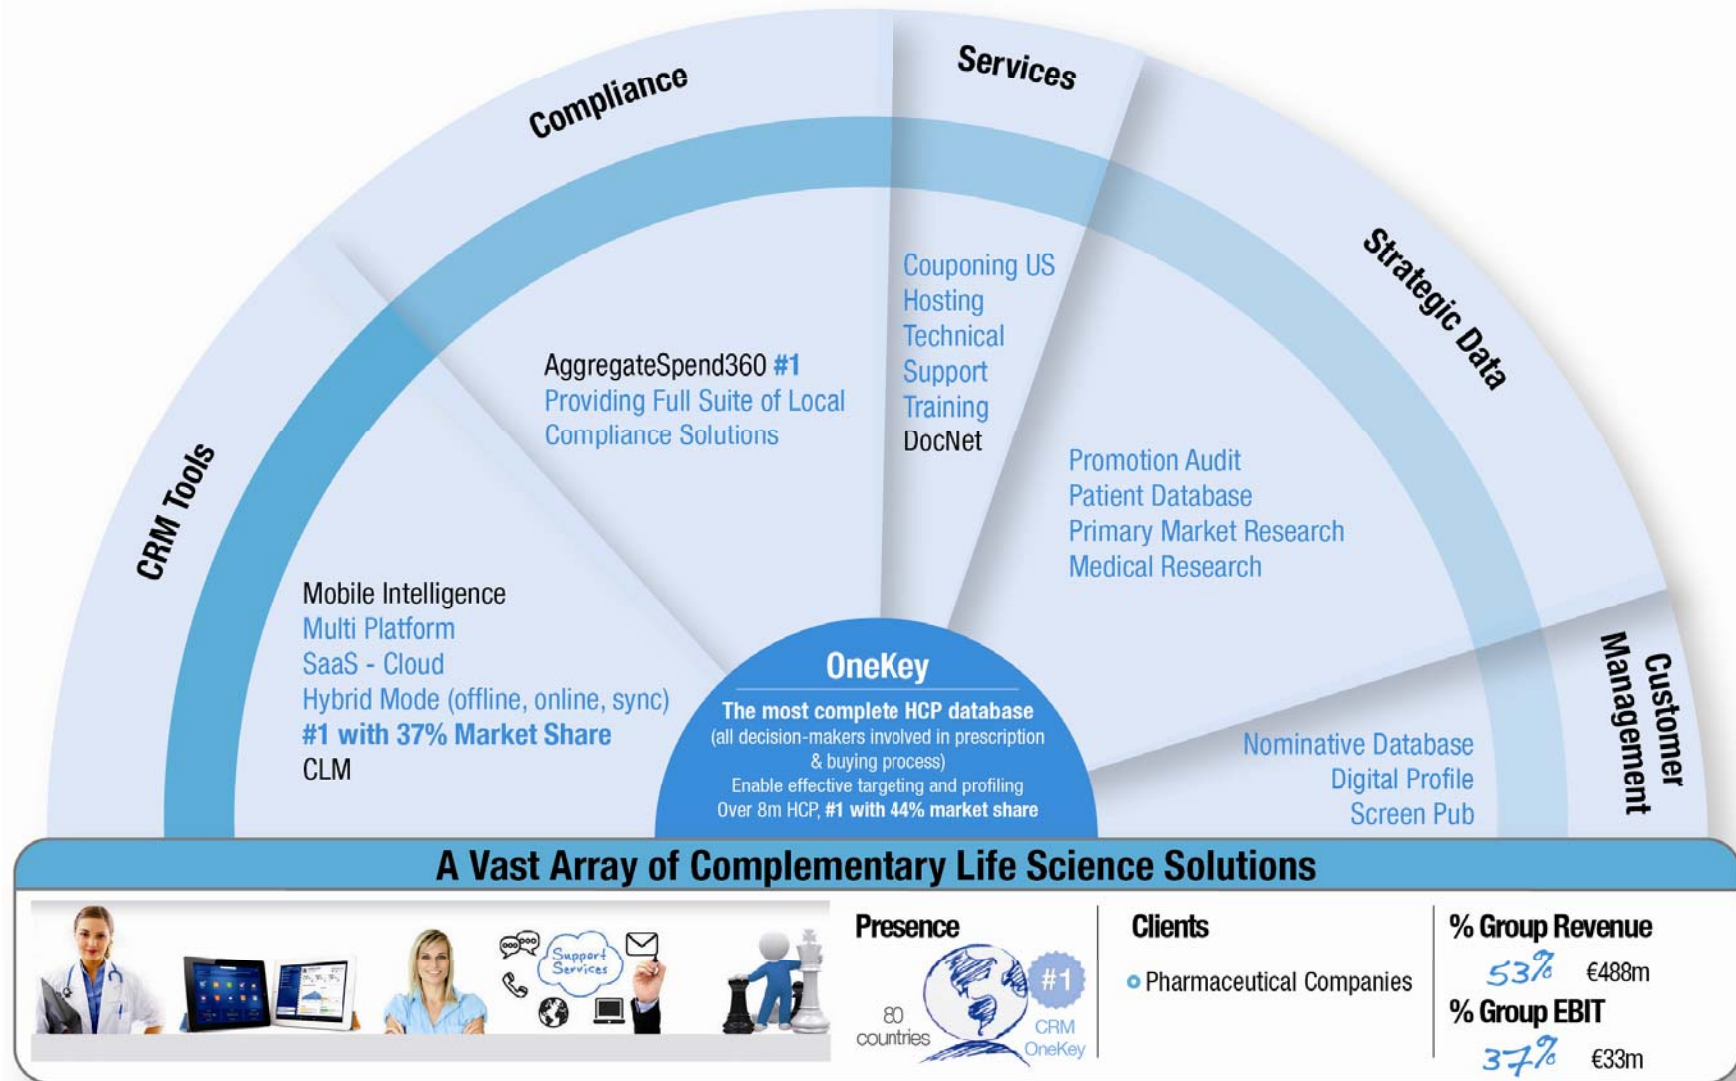 Compliance
Services
Strategic Data
CRM Tools
Customer
Management
Couponing US
Hosting
Technical
Support
Training
DocNet
AggregateSpend360 #1
Providing Full Suite of Local
Compliance Solutions
Promotion Audit
Patient Database
Primary Market Research
Medical Research
Mobile Intelligence
Multi Platform
SaaS - Cloud
Hybrid Mode (offline, online, sync)
#1 with 37% Market Share
CLM
OneKey
The most complete HCP database
(all decision-makers involved in prescription
& buying process)
Enable effective targeting and profiling
Over 8m HCP, #1 with 44% market share
Nominative Database
Digital Profile
Screen Pub
A Vast Array of Complementary Life Science Solutions
Support
Services
Presence
80
countries
#1
CRM
OneKey
Clients
Pharmaceutical Companies
% Group Revenue
53% €488m
% Group EBIT
37% €33m